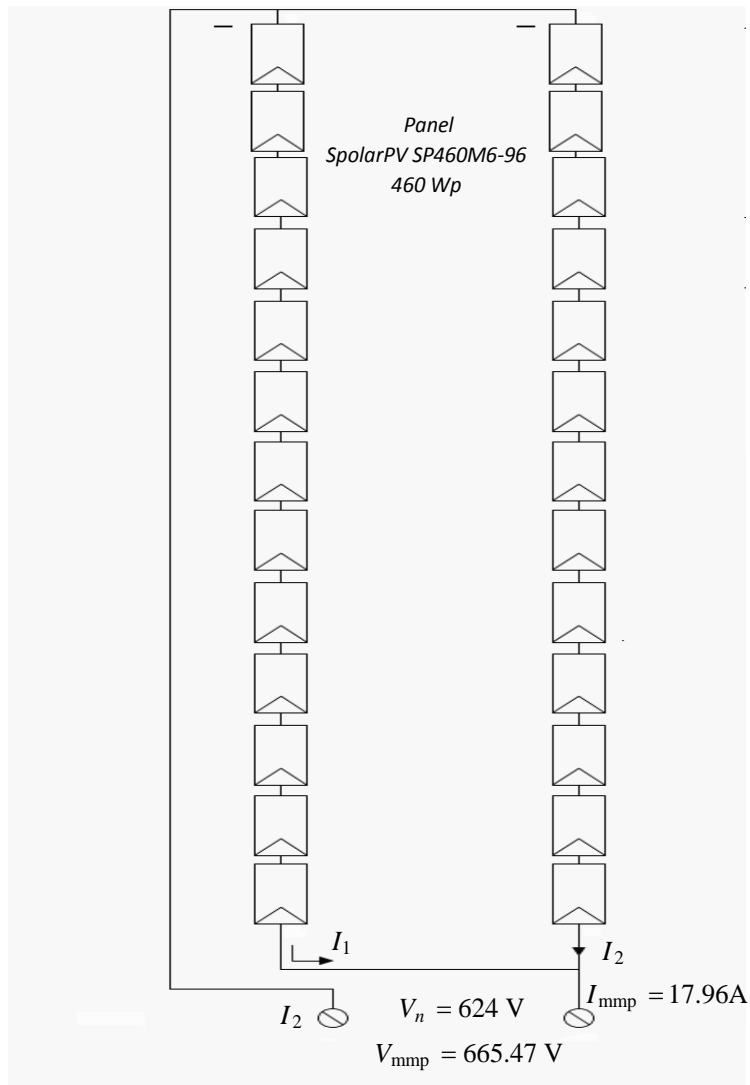 — —
Panel
SpolarPV SP460M6-96
460 Wp
I₁
I₂
I₂
Vₙ = 624 V
Iₘₘₚ = 17.96A
Vₘₘₚ = 665.47 V